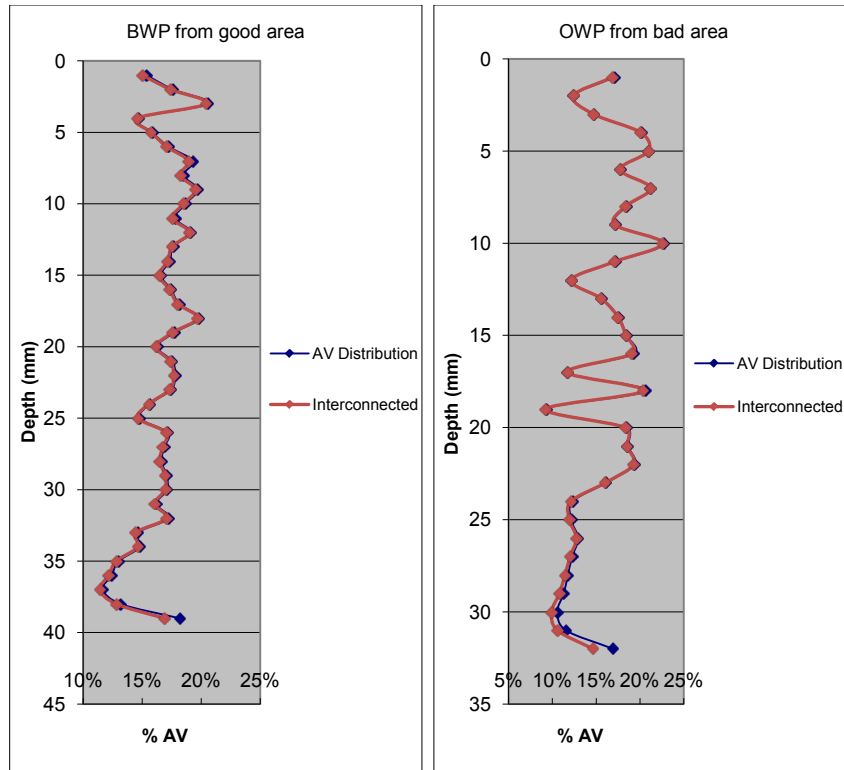 BWP from good area
0
5
10
15
20
25
30
35
40
45
Depth (mm)
10% 15% 20% 25%
% AV
AV Distribution
Interconnected
OWP from bad area
0
5
10
15
20
25
30
35
Depth (mm)
5% 10% 15% 20% 25%
% AV
AV Distribution
Interconnected